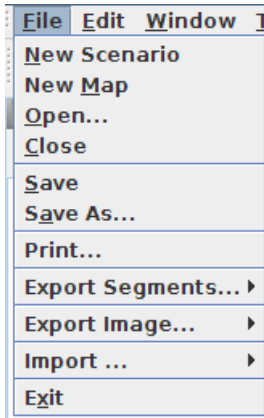 File Edit Window
New Scenario
New Map
Open...
Close
Save
Save As...
Print...
Export Segments...
Export Image...
Import ...
Exit